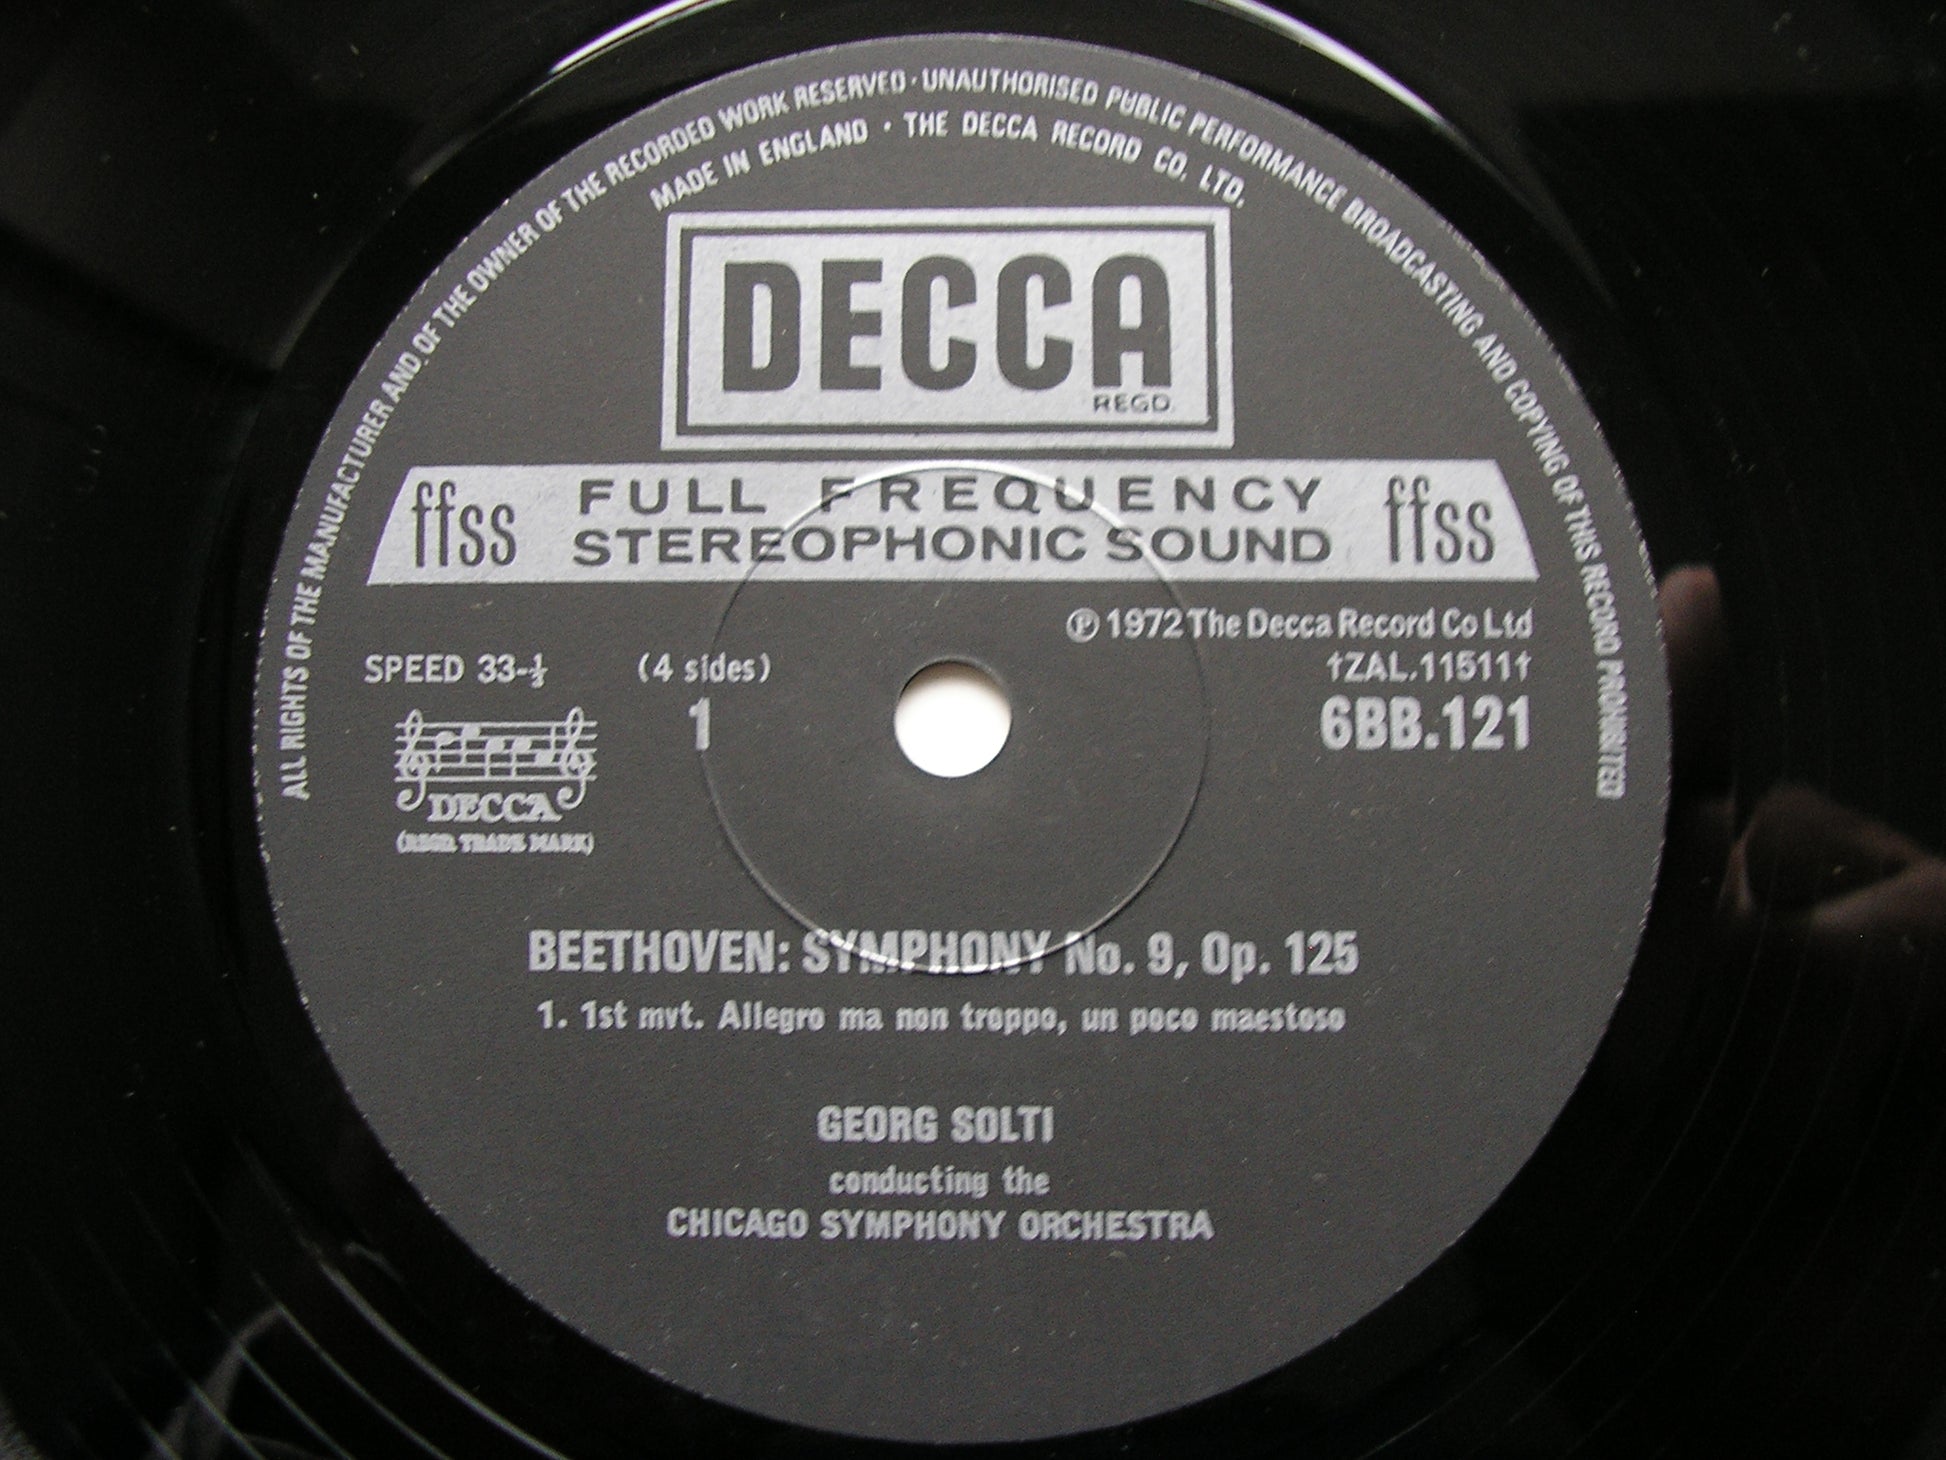 ALL RIGHTS OF THE MANUFACTURER AND OF THE OWNER OF THE RECORDED WORK RESERVED · UNAUTHORISED PUBLIC PERFORMANCE BROADCASTING AND COPYING OF THIS RECORD PROHIBITED
MADE IN ENGLAND · THE DECCA RECORD CO. LTD.
DECCA
REGD.
ffss FULL FREQUENCY ffss
STEREOPHONIC SOUND
℗ 1972 The Decca Record Co Ltd
SPEED 33-⅓ (4 sides) †ZAL.11511†
1 6BB.121
DECCA
(REGD. TRADE MARK)
BEETHOVEN: SYMPHONY No. 9, Op. 125
1. 1st mvt. Allegro ma non troppo, un poco maestoso
GEORG SOLTI
conducting the
CHICAGO SYMPHONY ORCHESTRA